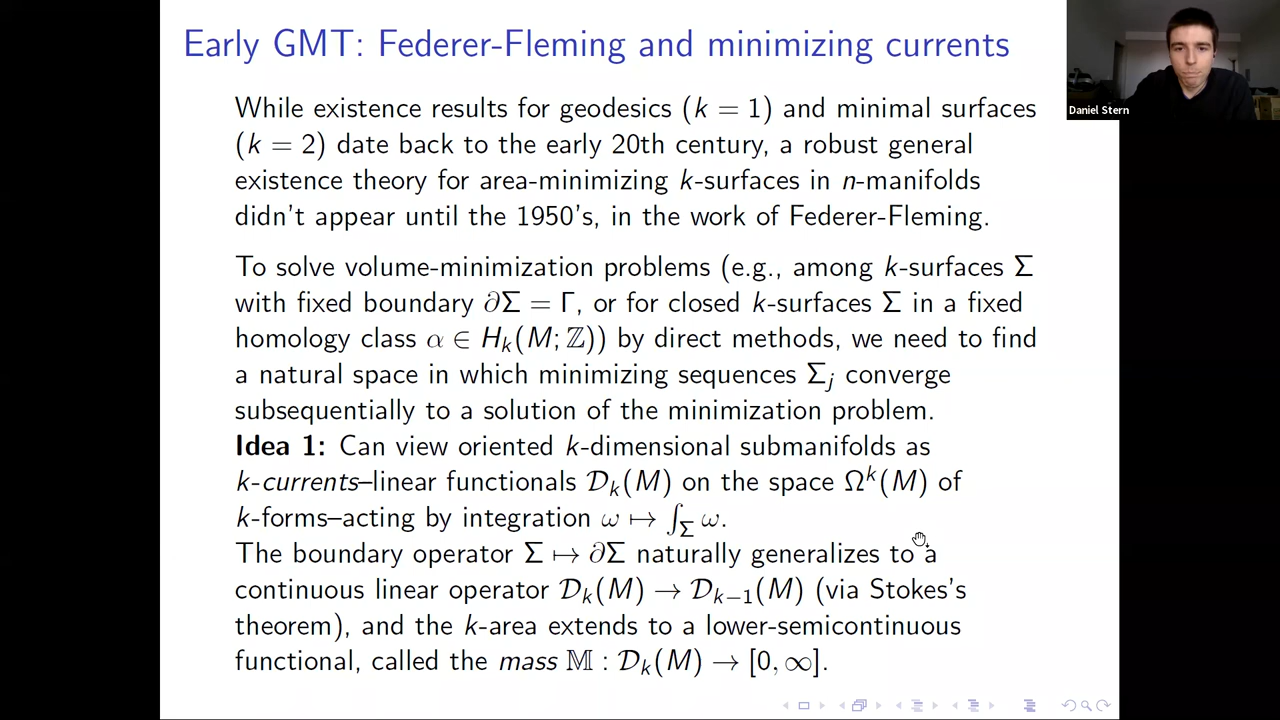 Early GMT: Federer-Fleming and minimizing currents
Daniel Stern
While existence results for geodesics (k = 1) and minimal surfaces
(k = 2) date back to the early 20th century, a robust general
existence theory for area-minimizing k-surfaces in n-manifolds
didn't appear until the 1950's, in the work of Federer-Fleming.
To solve volume-minimization problems (e.g., among k-surfaces Σ
with fixed boundary ∂Σ = Γ, or for closed k-surfaces Σ in a fixed
homology class α ∈ H_k(M; ℤ)) by direct methods, we need to find
a natural space in which minimizing sequences Σ_j converge
subsequentially to a solution of the minimization problem.
Idea 1: Can view oriented k-dimensional submanifolds as
k-currents–linear functionals 𝒟_k(M) on the space Ω^k(M) of
k-forms–acting by integration ω ↦ ∫_Σ ω.
The boundary operator Σ ↦ ∂Σ naturally generalizes to a
continuous linear operator 𝒟_k(M) → 𝒟_{k−1}(M) (via Stokes's
theorem), and the k-area extends to a lower-semicontinuous
functional, called the mass 𝕄 : 𝒟_k(M) → [0, ∞].